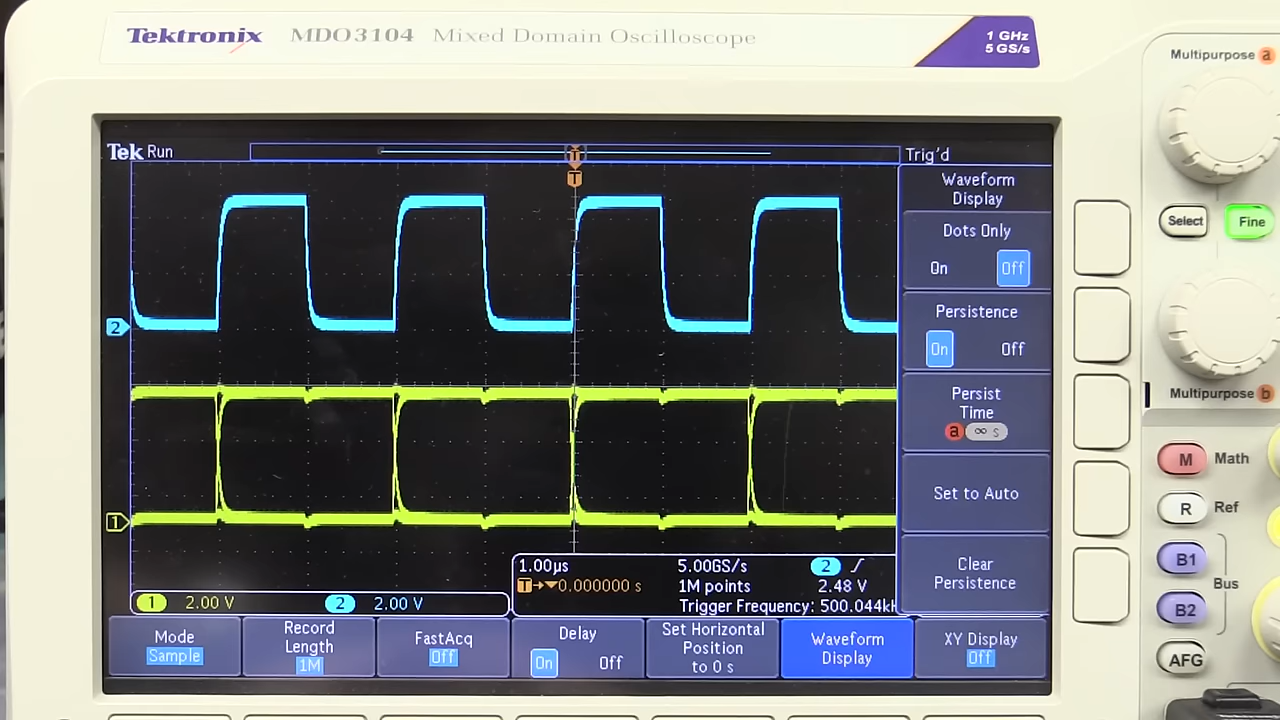 Tektronix MDO3104 Mixed Domain Oscilloscope
1 GHz
5 GS/s
Multipurpose a
Tek Run
Trig'd
T
T
Waveform
Display
Dots Only
On Off
Select Fine
Persistence
On Off
2
Persist
Time
a ∞ s
Multipurpose b
M Math
Set to Auto
R Ref
1
Clear
Persistence
B1
Bus
B2
1.00µs 5.00GS/s 2
T→▼0.000000 s 1M points 2.48 V
1 2.00 V 2 2.00 V
Trigger Frequency: 500.044k
Mode
Sample
Record
Length
1M
FastAcq
Off
Delay
On Off
Set Horizontal
Position
to 0 s
Waveform
Display
XY Display
Off
AFG